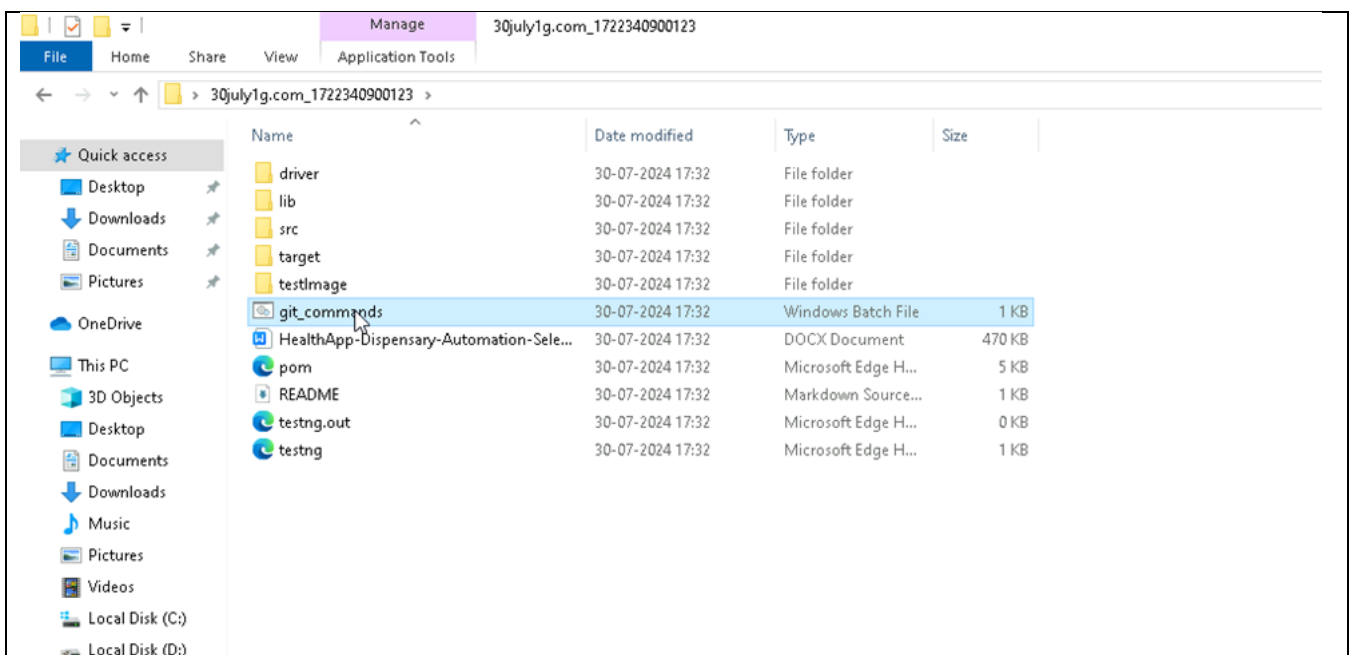 Manage 30july1g.com_1722340900123
File Home Share View Application Tools
30july1g.com_1722340900123
Name Date modified Type Size
Quick access
Desktop
Downloads
Documents
Pictures
OneDrive
This PC
3D Objects
Desktop
Documents
Downloads
Music
Pictures
Videos
Local Disk (C:)
Local Disk (D:)
driver 30-07-2024 17:32 File folder
lib 30-07-2024 17:32 File folder
src 30-07-2024 17:32 File folder
target 30-07-2024 17:32 File folder
testImage 30-07-2024 17:32 File folder
git_commands 30-07-2024 17:32 Windows Batch File 1 KB
HealthApp-Dispensary-Automation-Sele... 30-07-2024 17:32 DOCX Document 470 KB
pom 30-07-2024 17:32 Microsoft Edge H... 5 KB
README 30-07-2024 17:32 Markdown Source... 1 KB
testng.out 30-07-2024 17:32 Microsoft Edge H... 0 KB
testng 30-07-2024 17:32 Microsoft Edge H... 1 KB